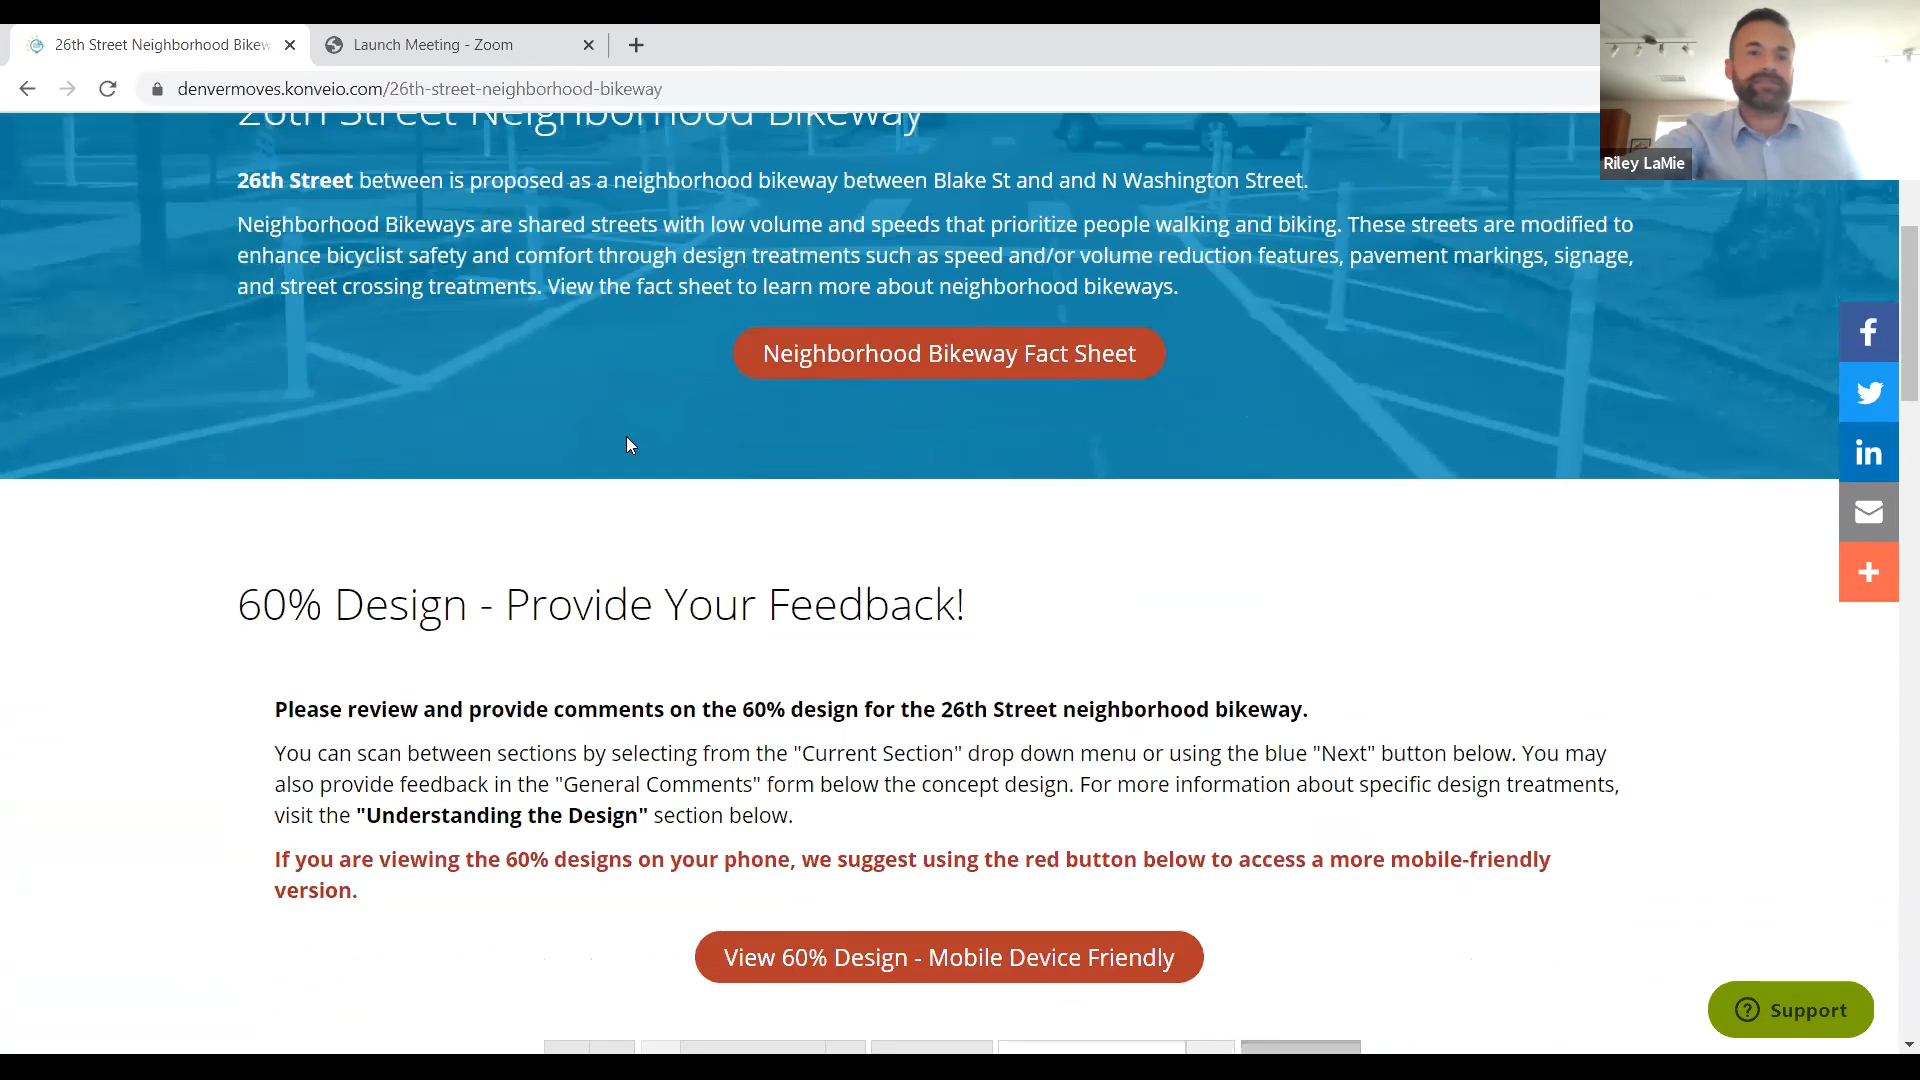 26th Street Neighborhood Bikew
Launch Meeting - Zoom
denvermoves.konveio.com/26th-street-neighborhood-bikeway
Riley LaMie
26th Street Neighborhood Bikeway
26th Street between is proposed as a neighborhood bikeway between Blake St and and N Washington Street.
Neighborhood Bikeways are shared streets with low volume and speeds that prioritize people walking and biking. These streets are modified to
enhance bicyclist safety and comfort through design treatments such as speed and/or volume reduction features, pavement markings, signage,
and street crossing treatments. View the fact sheet to learn more about neighborhood bikeways.
Neighborhood Bikeway Fact Sheet
60% Design - Provide Your Feedback!
Please review and provide comments on the 60% design for the 26th Street neighborhood bikeway.
You can scan between sections by selecting from the "Current Section" drop down menu or using the blue "Next" button below. You may
also provide feedback in the "General Comments" form below the concept design. For more information about specific design treatments,
visit the "Understanding the Design" section below.
If you are viewing the 60% designs on your phone, we suggest using the red button below to access a more mobile-friendly
version.
View 60% Design - Mobile Device Friendly
Support